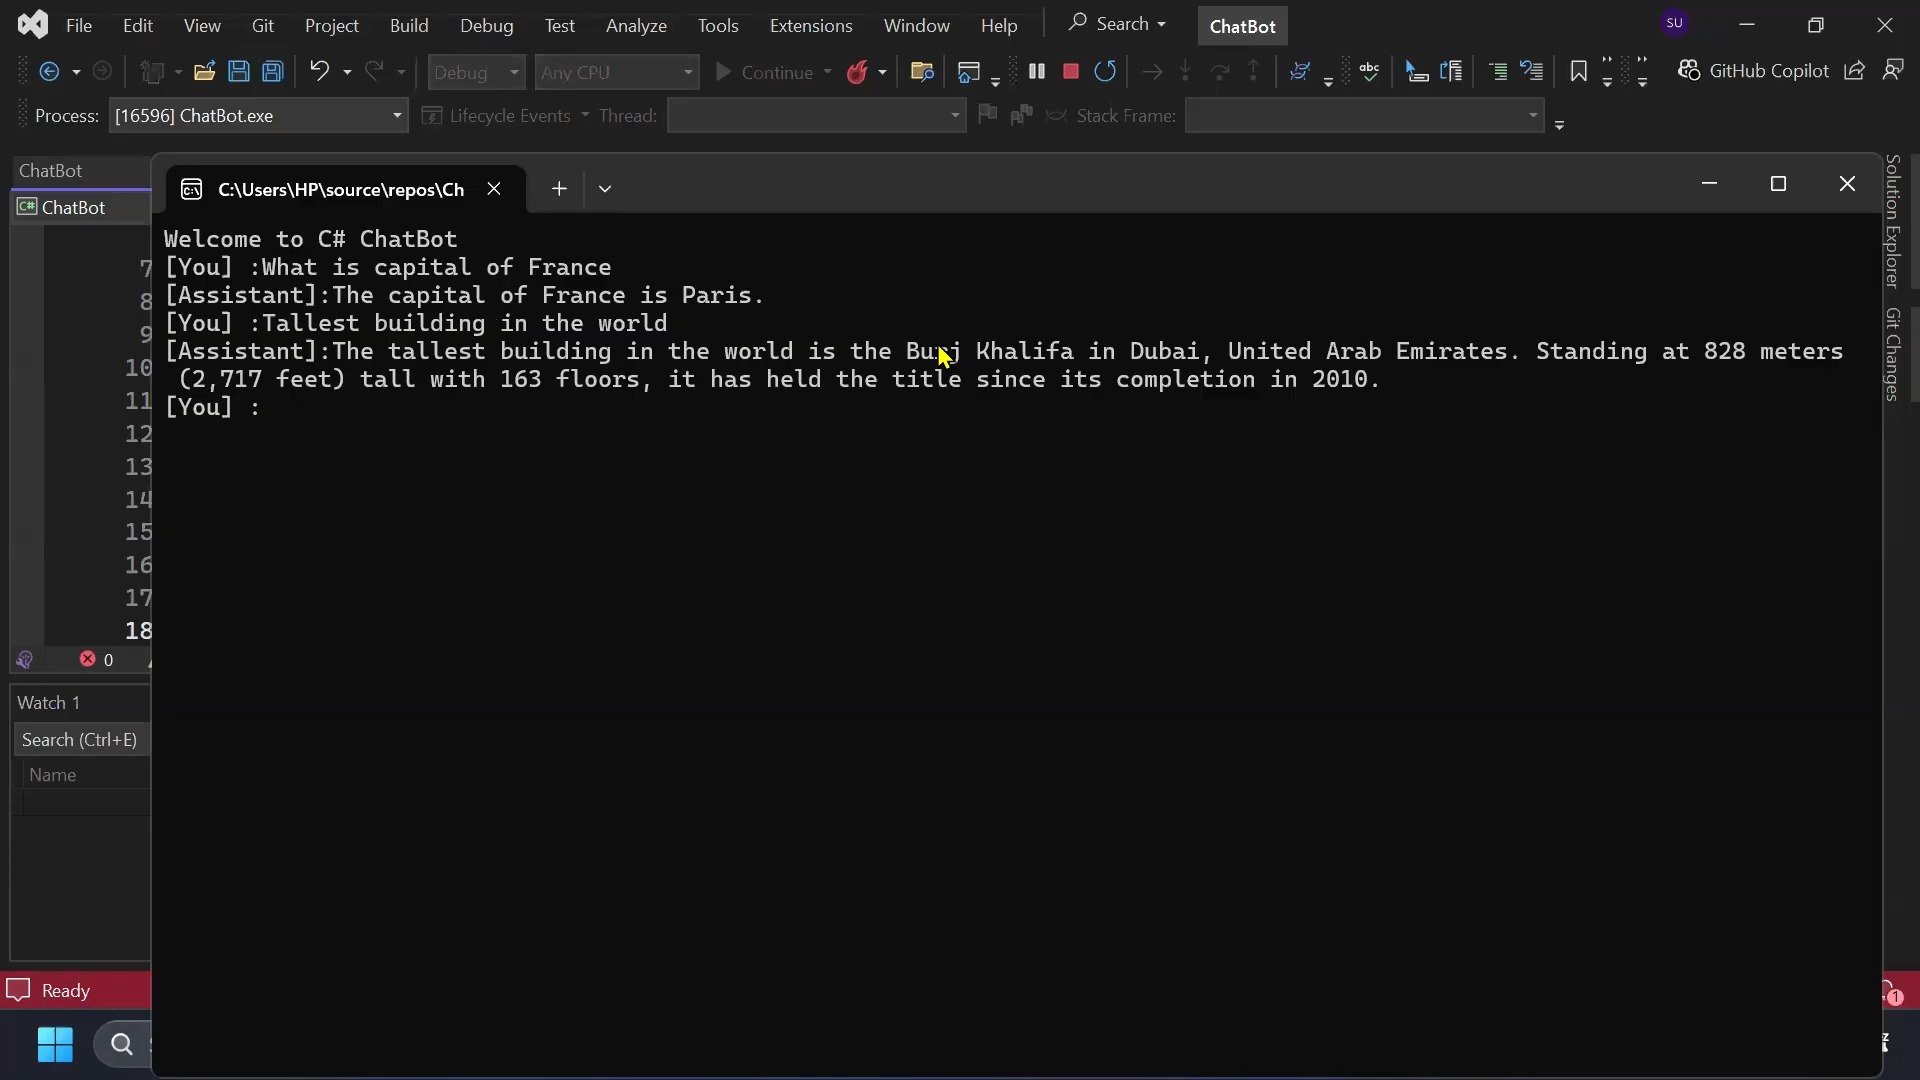 File Edit View Git Project Build Debug Test Analyze Tools Extensions Window Help Search ChatBot SU
Debug Any CPU Continue abc GitHub Copilot
Process: [16596] ChatBot.exe Lifecycle Events Thread: Stack Frame:
ChatBot
C:\Users\HP\source\repos\Ch
C# ChatBot
Welcome to C# ChatBot
[You] :What is capital of France
[Assistant]:The capital of France is Paris.
[You] :Tallest building in the world
[Assistant]:The tallest building in the world is the Burj Khalifa in Dubai, United Arab Emirates. Standing at 828 meters
(2,717 feet) tall with 163 floors, it has held the title since its completion in 2010.
[You] :
7
8
9
10
11
12
13
14
15
16
17
18
0
Watch 1
Search (Ctrl+E)
Name
Ready
Solution Explorer
Git Changes
1